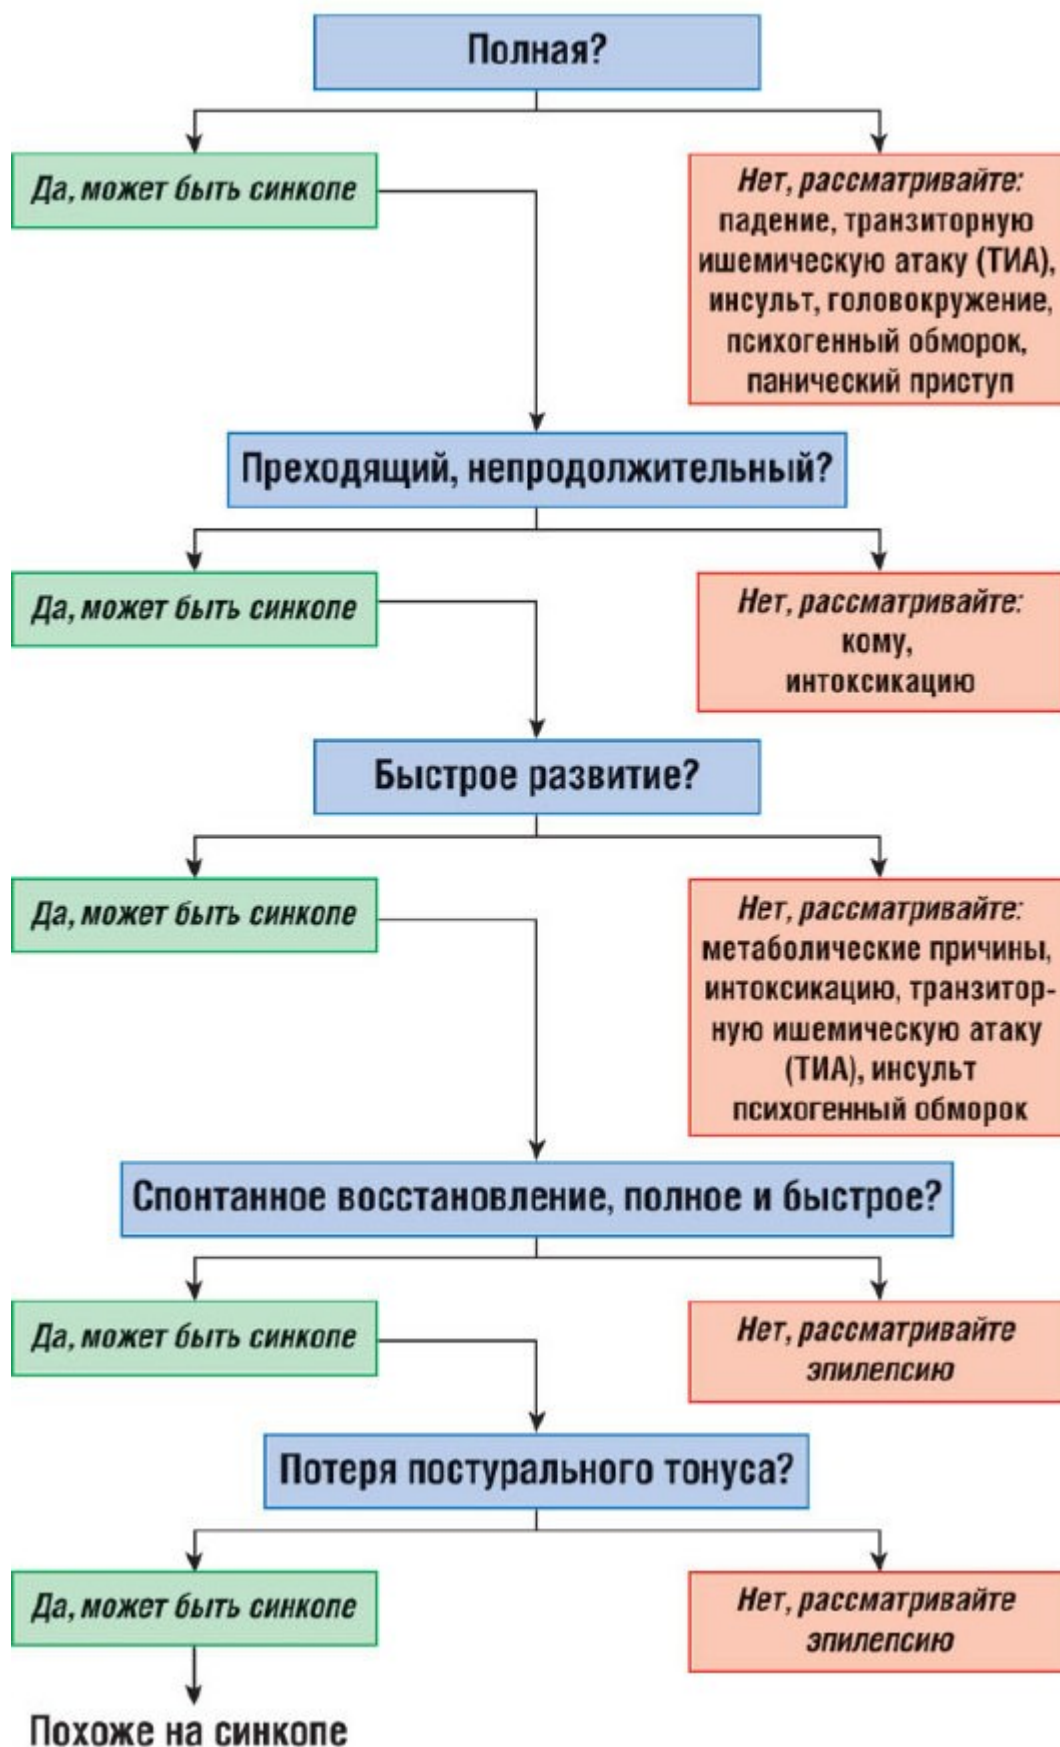 Полная?
Да, может быть синкопе
Нет, рассматривайте:
падение, транзиторную
ишемическую атаку (ТИА),
инсульт, головокружение,
психогенный обморок,
панический приступ
Преходящий, непродолжительный?
Да, может быть синкопе
Нет, рассматривайте:
кому,
интоксикацию
Быстрое развитие?
Да, может быть синкопе
Нет, рассматривайте:
метаболические причины,
интоксикацию, транзитор-
ную ишемическую атаку
(ТИА), инсульт
психогенный обморок
Спонтанное восстановление, полное и быстрое?
Да, может быть синкопе
Нет, рассматривайте
эпилепсию
Потеря постурального тонуса?
Да, может быть синкопе
Нет, рассматривайте
эпилепсию
Похоже на синкопе